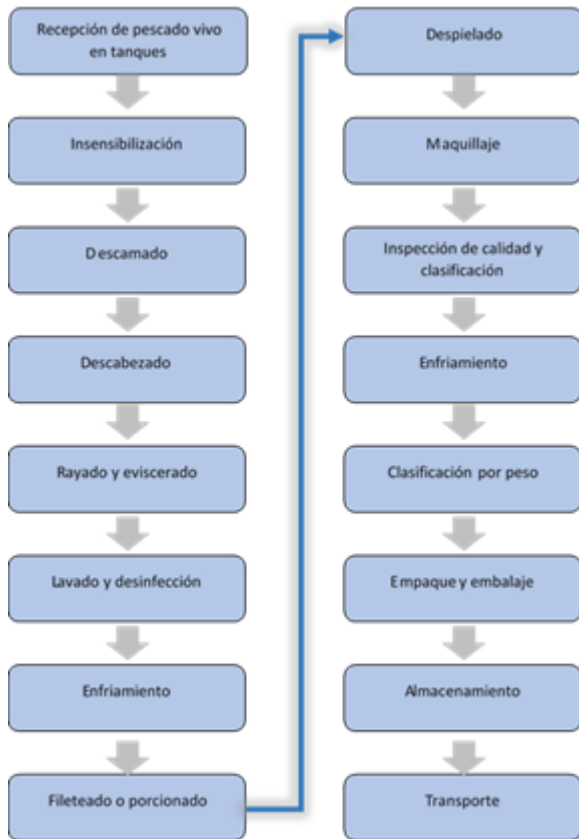 Recepción de pescado vivo
en tanques
Insensibilización
Descamado
Descabezado
Rayado y eviscerado
Lavado y desinfección
Enfriamiento
Fileteado o porcionado
Despielado
Maquillaje
Inspección de calidad y
clasificación
Enfriamiento
Clasificación por peso
Empaque y embalaje
Almacenamiento
Transporte